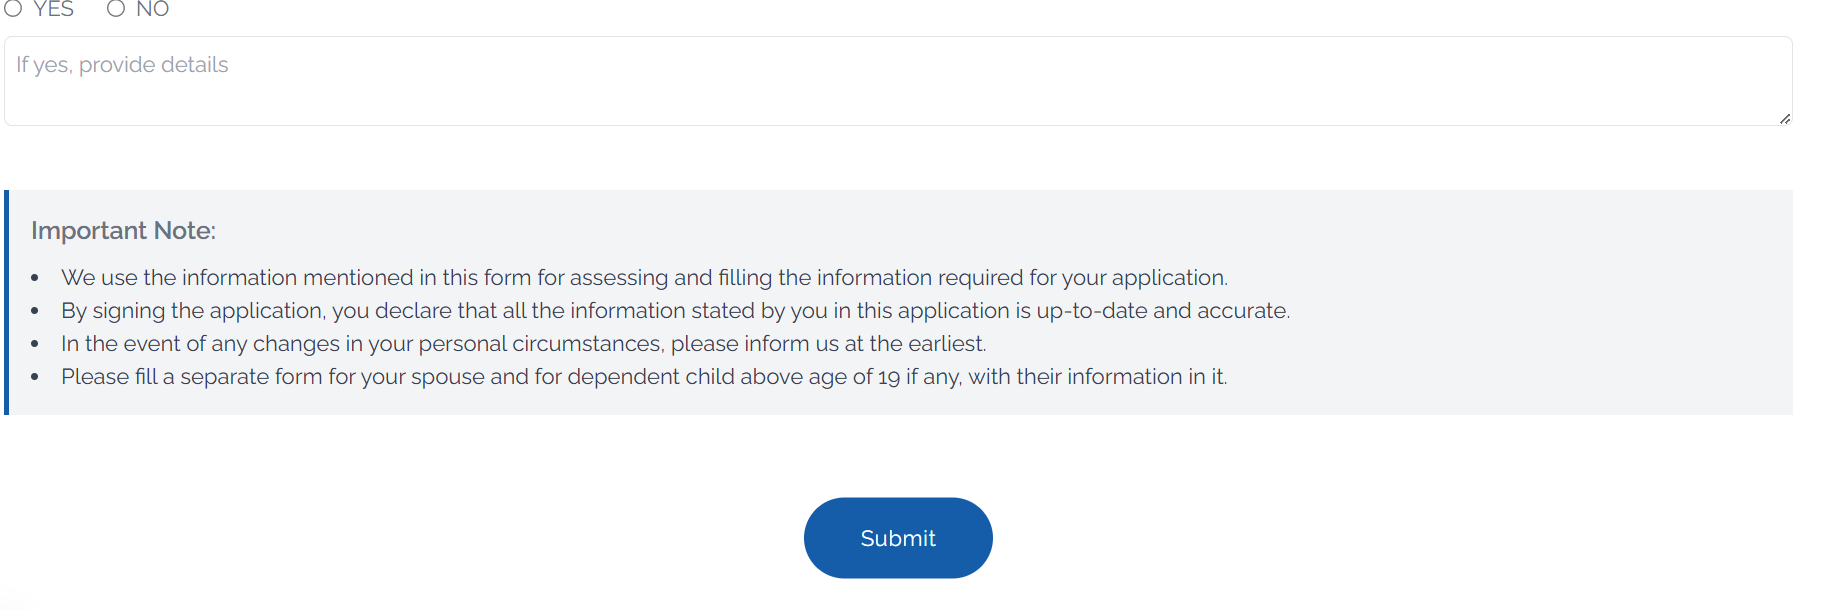 YES NO
If yes, provide details
Important Note:
We use the information mentioned in this form for assessing and filling the information required for your application.
By signing the application, you declare that all the information stated by you in this application is up-to-date and accurate.
In the event of any changes in your personal circumstances, please inform us at the earliest.
Please fill a separate form for your spouse and for dependent child above age of 19 if any, with their information in it.
Submit